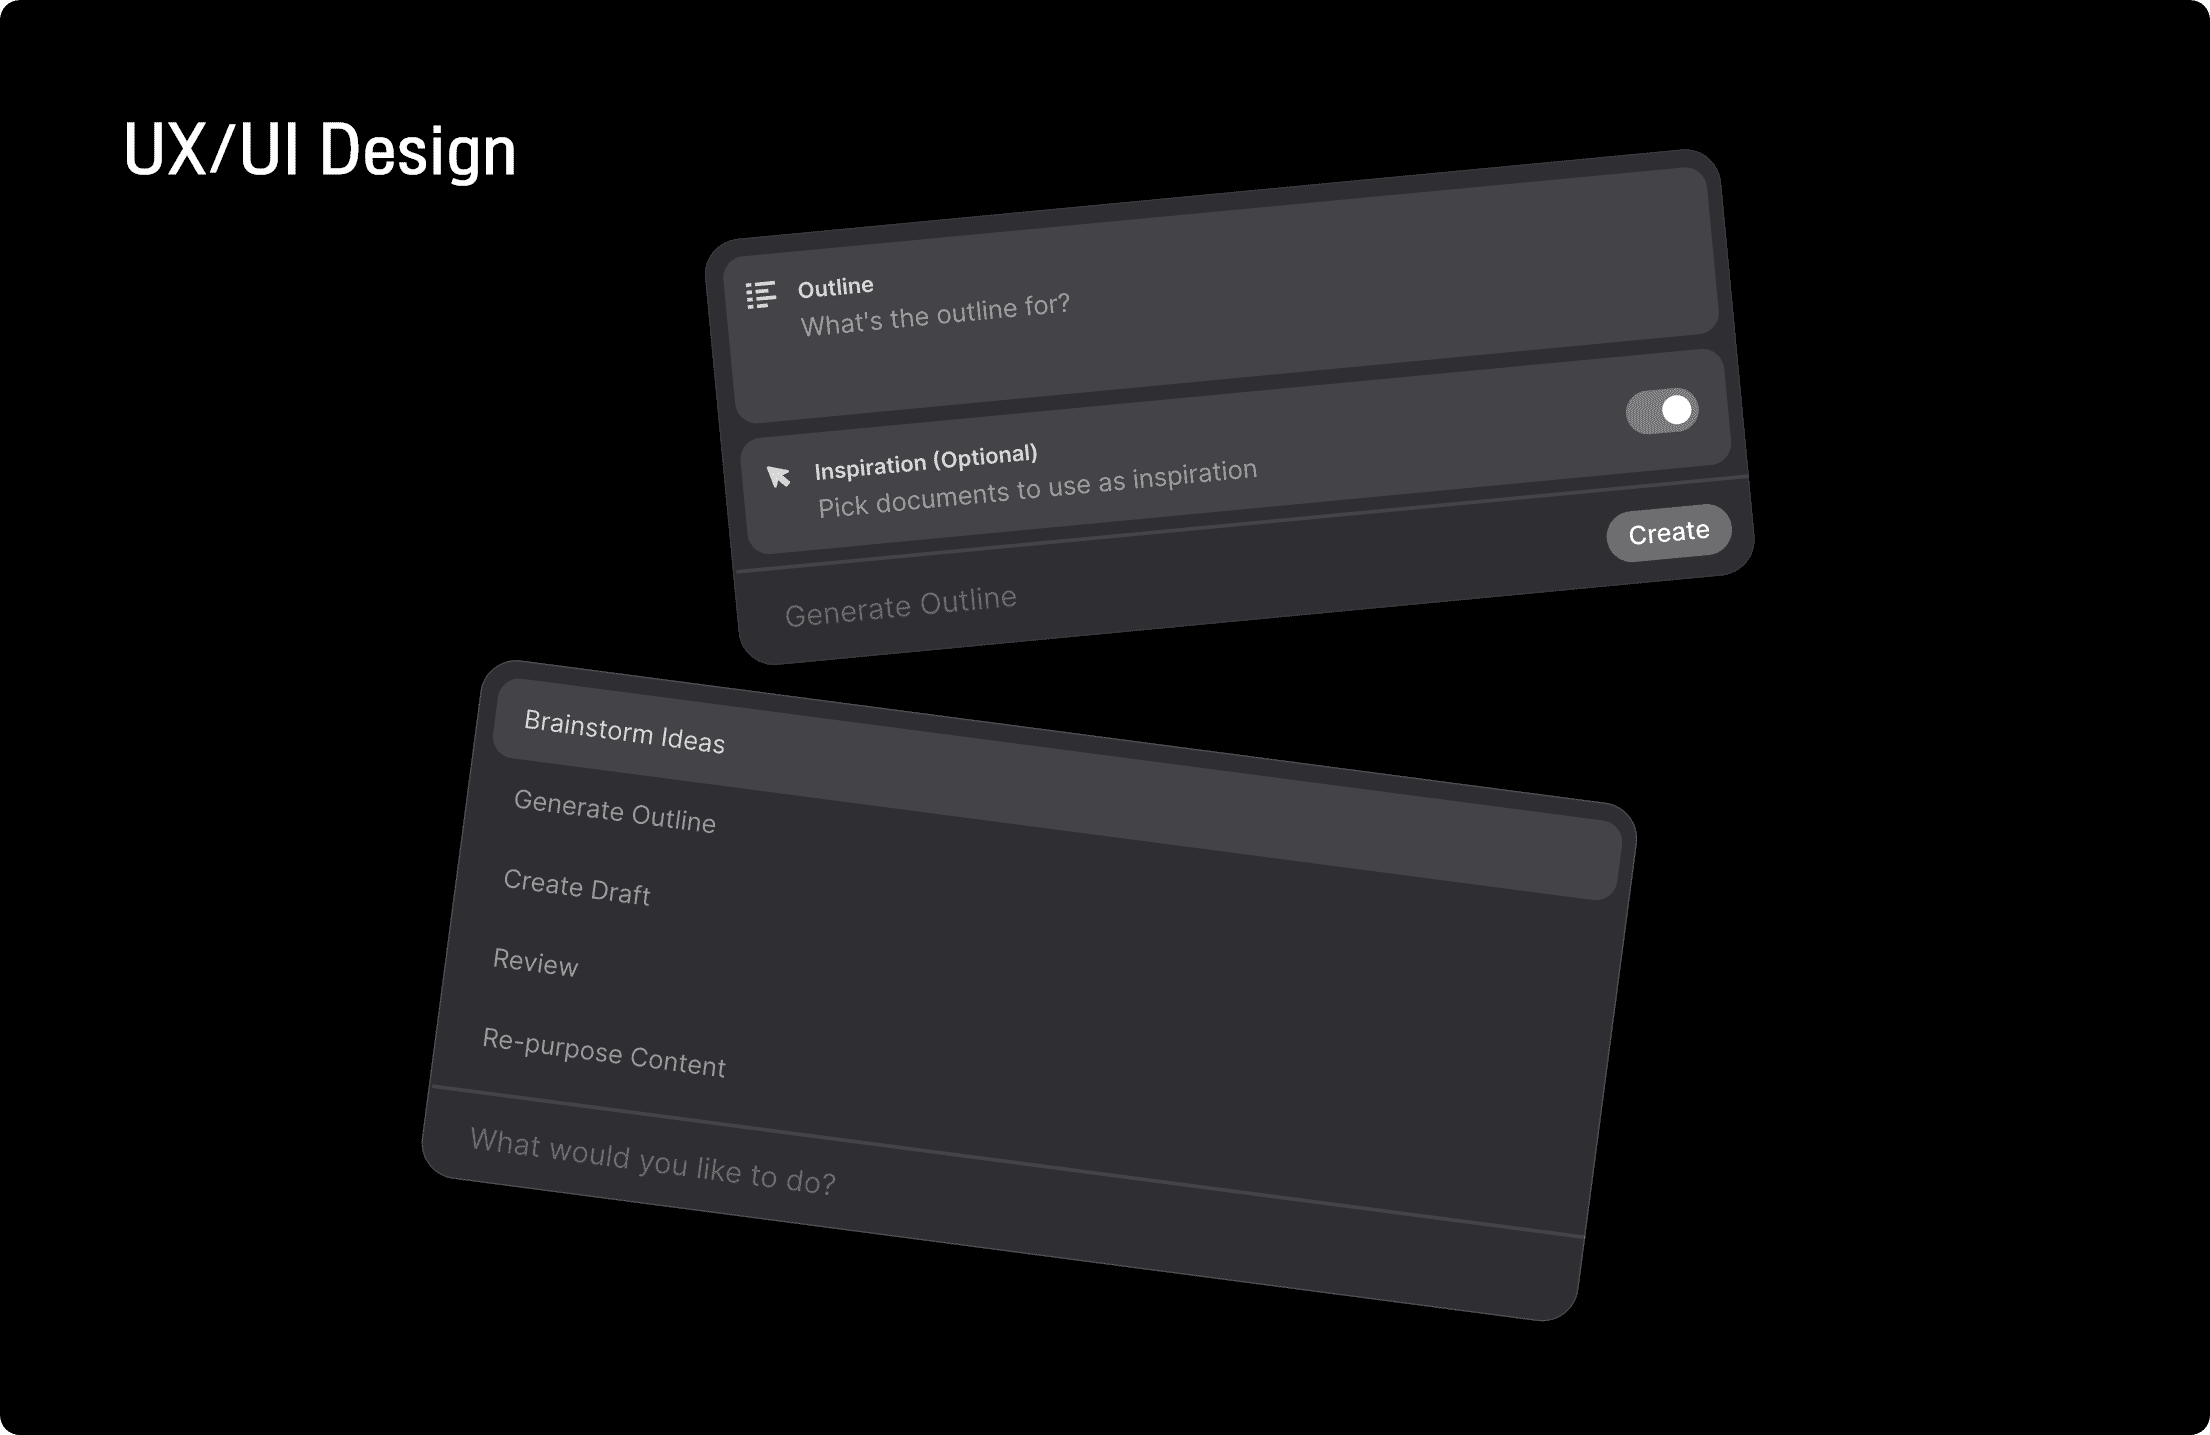 UX/UI Design
Outline
What's the outline for?
Inspiration (Optional)
Pick documents to use as inspiration
Create
Generate Outline
Brainstorm Ideas
Generate Outline
Create Draft
Review
Re-purpose Content
What would you like to do?